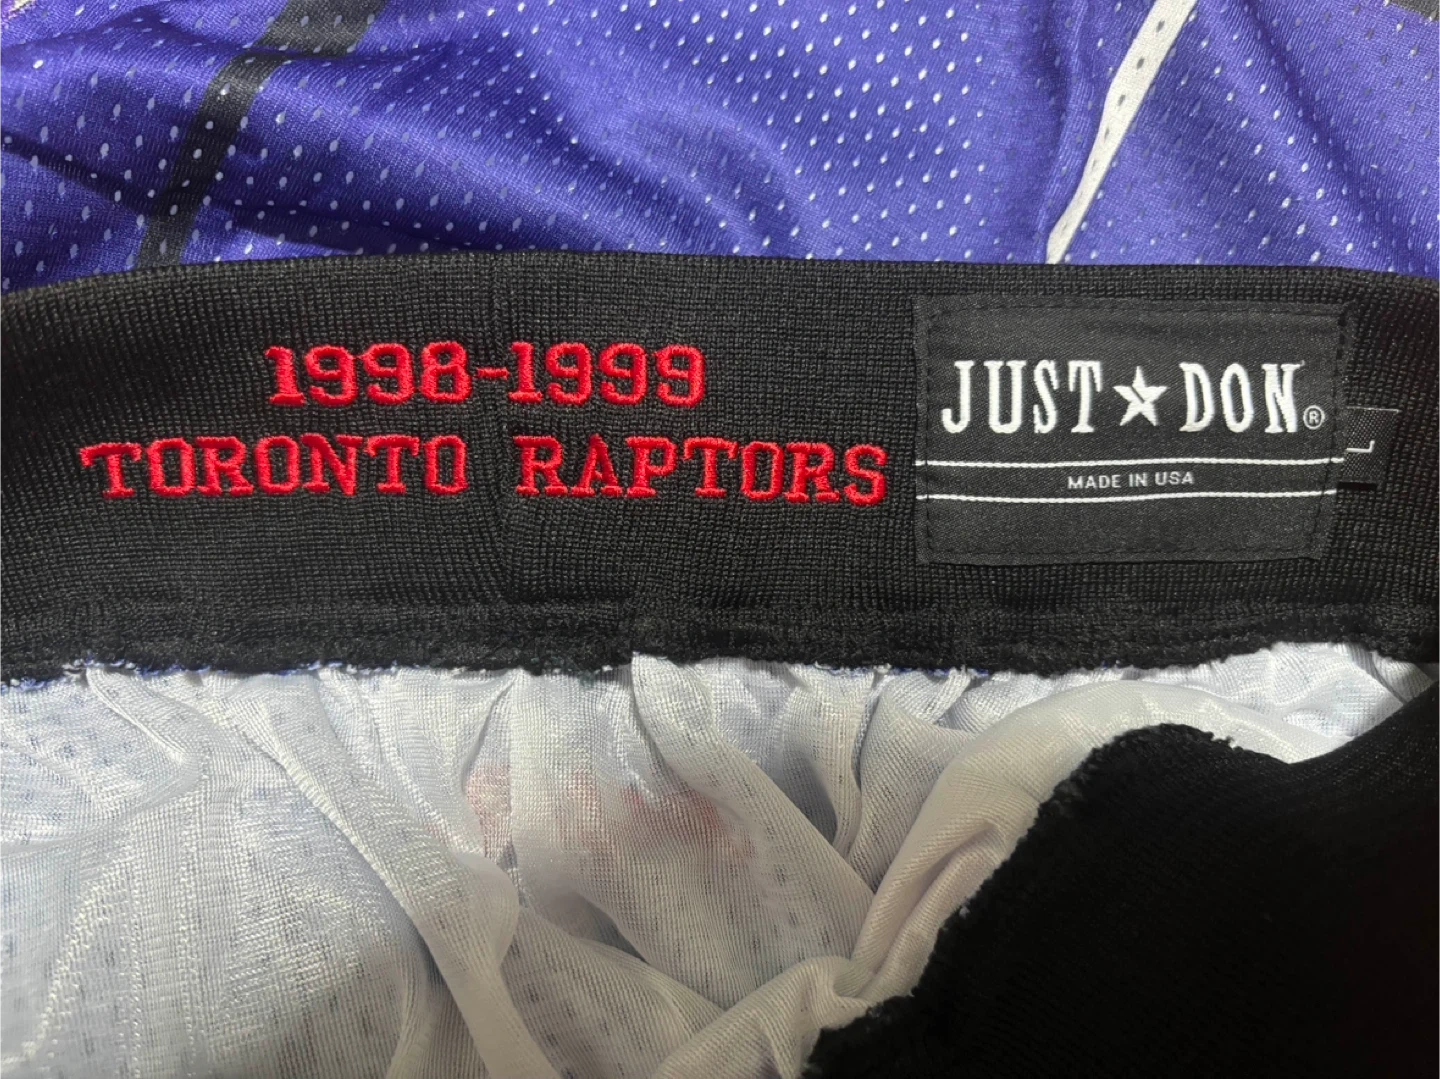 1998-1999
TORONTO RAPTORS
JUST★DON®
MADE IN USA
L